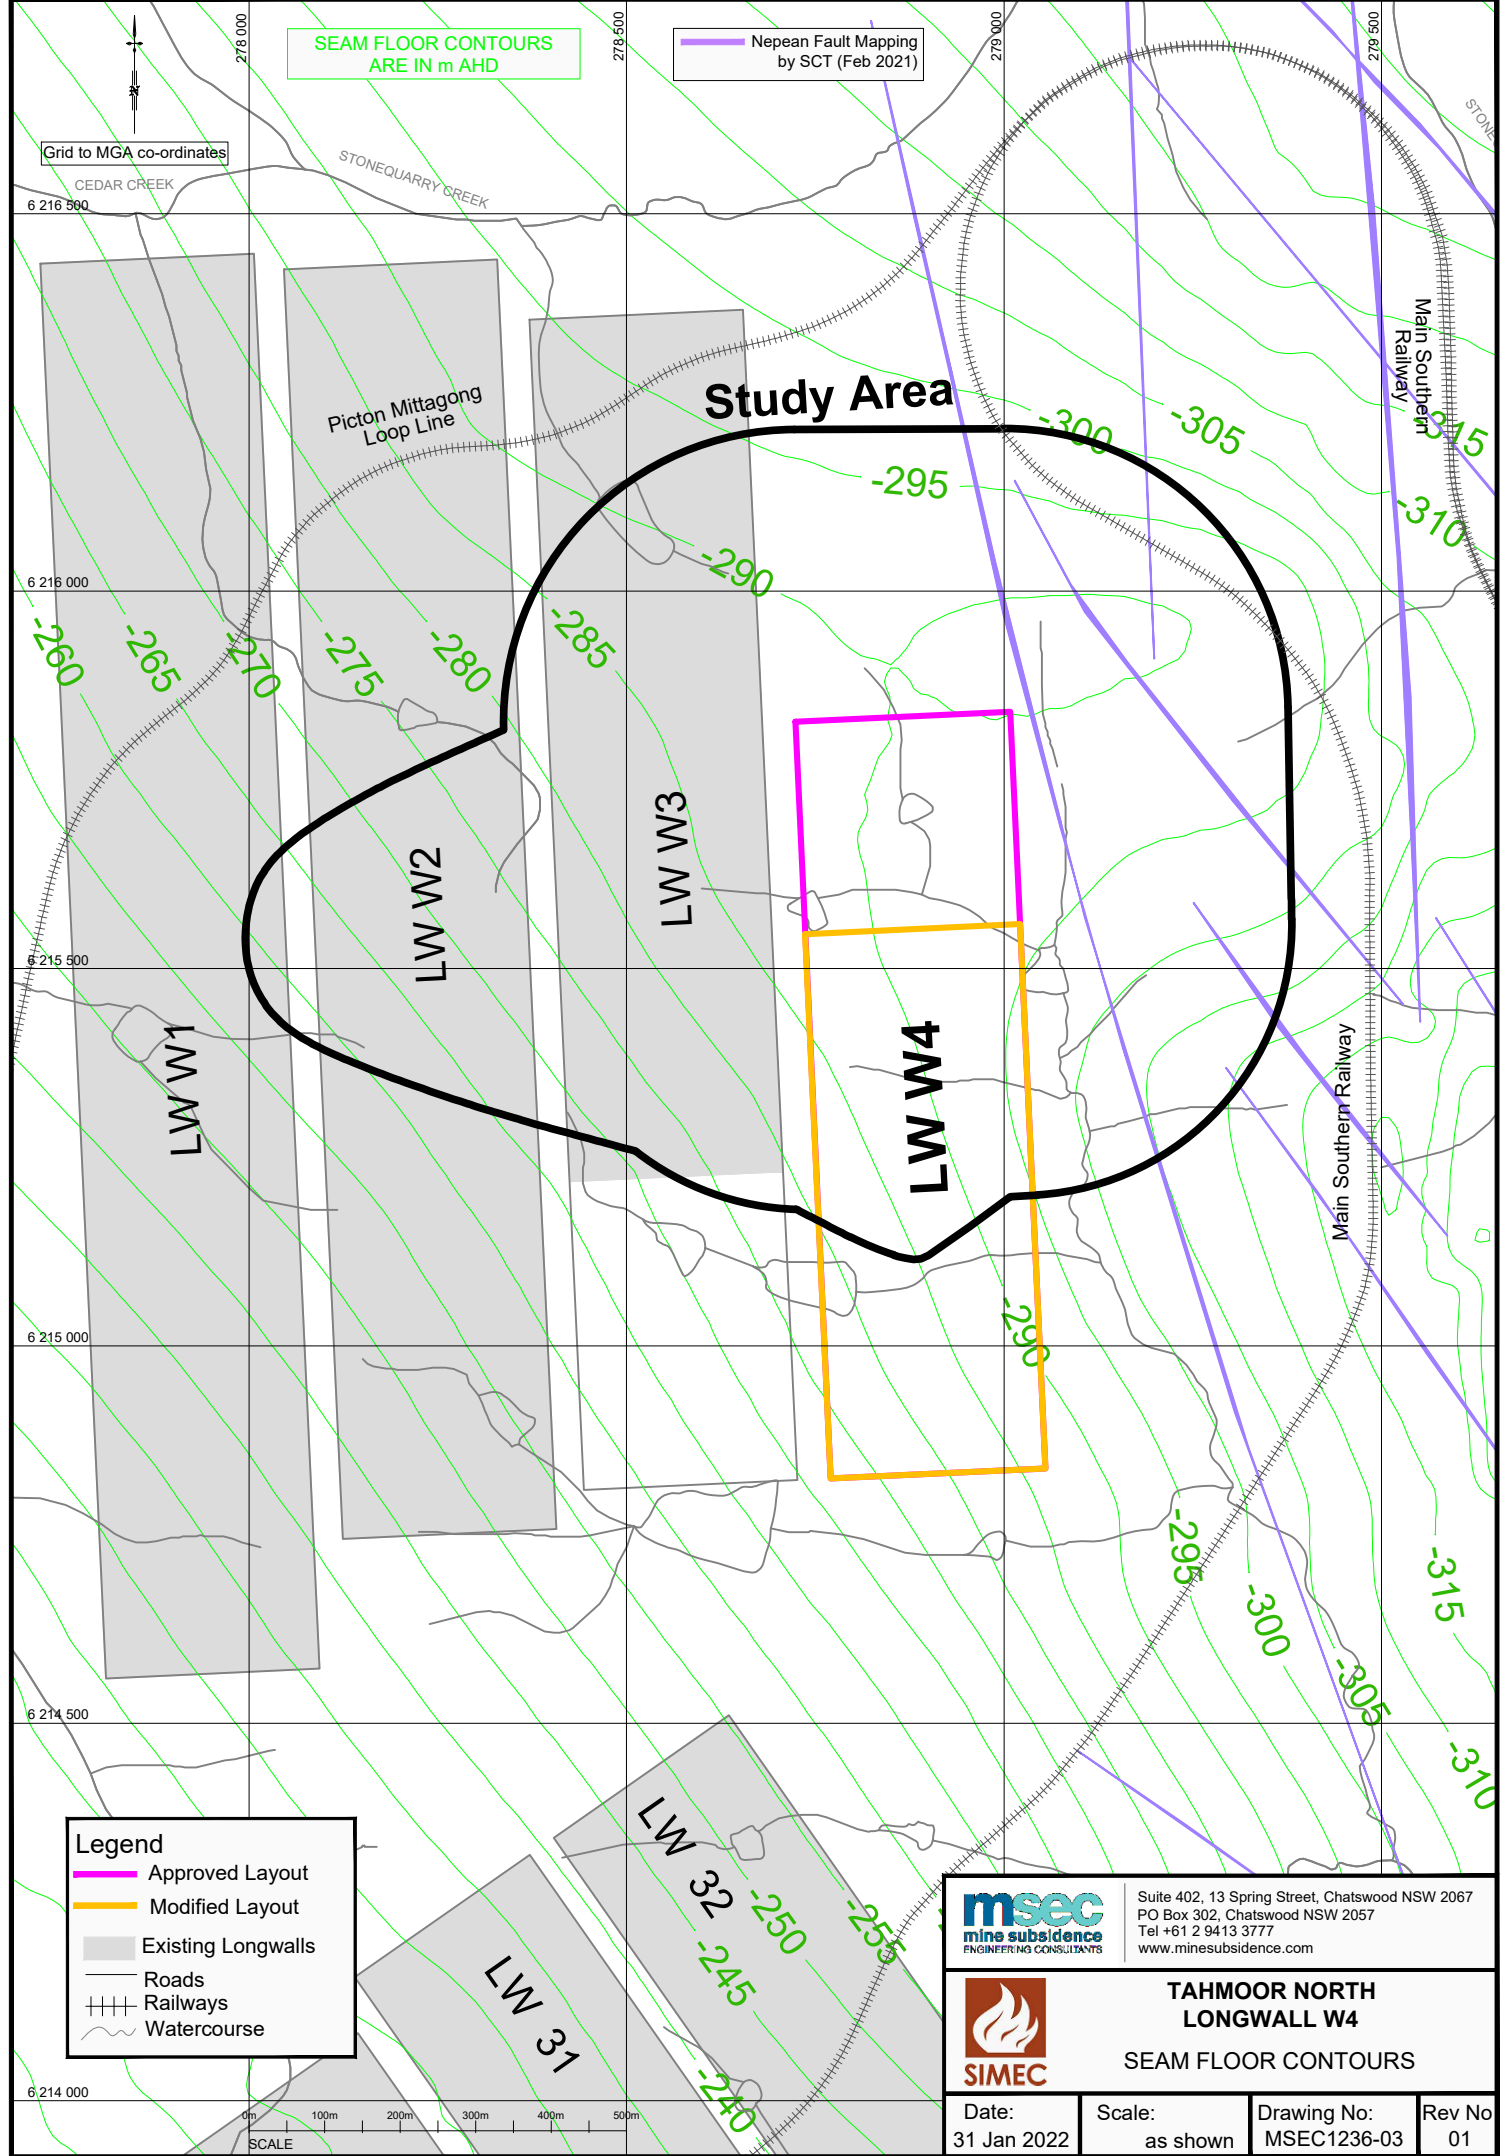 278 000
278 500
279 000
279 500
SEAM FLOOR CONTOURS
ARE IN m AHD
Nepean Fault Mapping
by SCT (Feb 2021)
N
Grid to MGA co-ordinates
CEDAR CREEK
STONEQUARRY CREEK
6 216 500
Main Southern
Railway
Picton Mittagong
Loop Line
Study Area
-300
-305
-315
-295
-310
-290
6 216 000
-260
-265
-270
-275
-280
-285
LW W3
LW W2
6 215 500
LW W1
LW W4
Main Southern Railway
-290
6 215 000
-295
-300
-315
-305
-310
6 214 500
LW 32
-250
-255
-245
LW 31
-240
6 214 000
Legend
Approved Layout
Modified Layout
Existing Longwalls
Roads
Railways
Watercourse
0m
100m
200m
300m
400m
500m
SCALE
msec
mine subsidence
ENGINEERING CONSULTANTS
Suite 402, 13 Spring Street, Chatswood NSW 2067
PO Box 302, Chatswood NSW 2057
Tel +61 2 9413 3777
www.minesubsidence.com
SIMEC
TAHMOOR NORTH
LONGWALL W4
SEAM FLOOR CONTOURS
Date:
31 Jan 2022
Scale:
as shown
Drawing No:
MSEC1236-03
Rev No
01